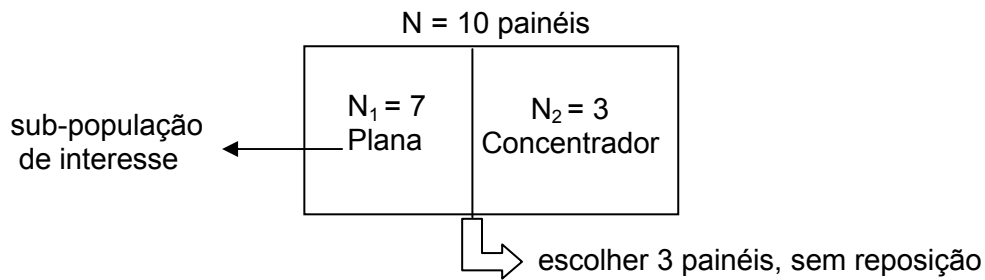 N = 10 painéis
N₁ = 7
Plana
N₂ = 3
Concentrador
sub-população
de interesse
escolher 3 painéis, sem reposição